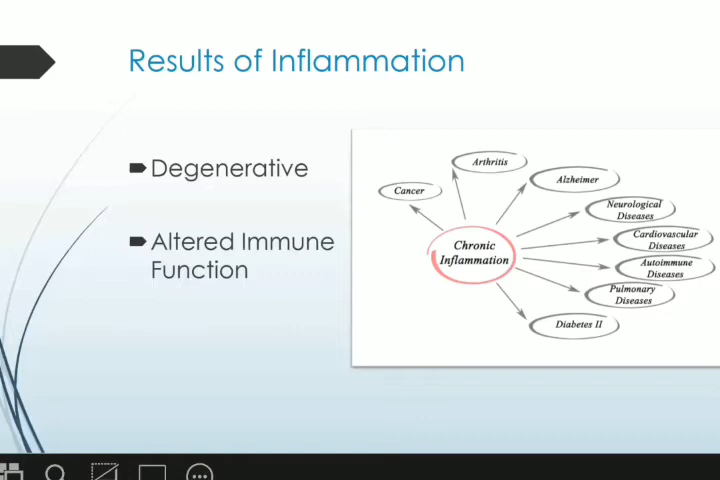 Results of Inflammation
Degenerative
Altered Immune
Function
Arthritis
Alzheimer
Cancer
Neurological
Diseases
Chronic
Inflammation
Cardiovascular
Diseases
Autoimmune
Diseases
Pulmonary
Diseases
Diabetes II